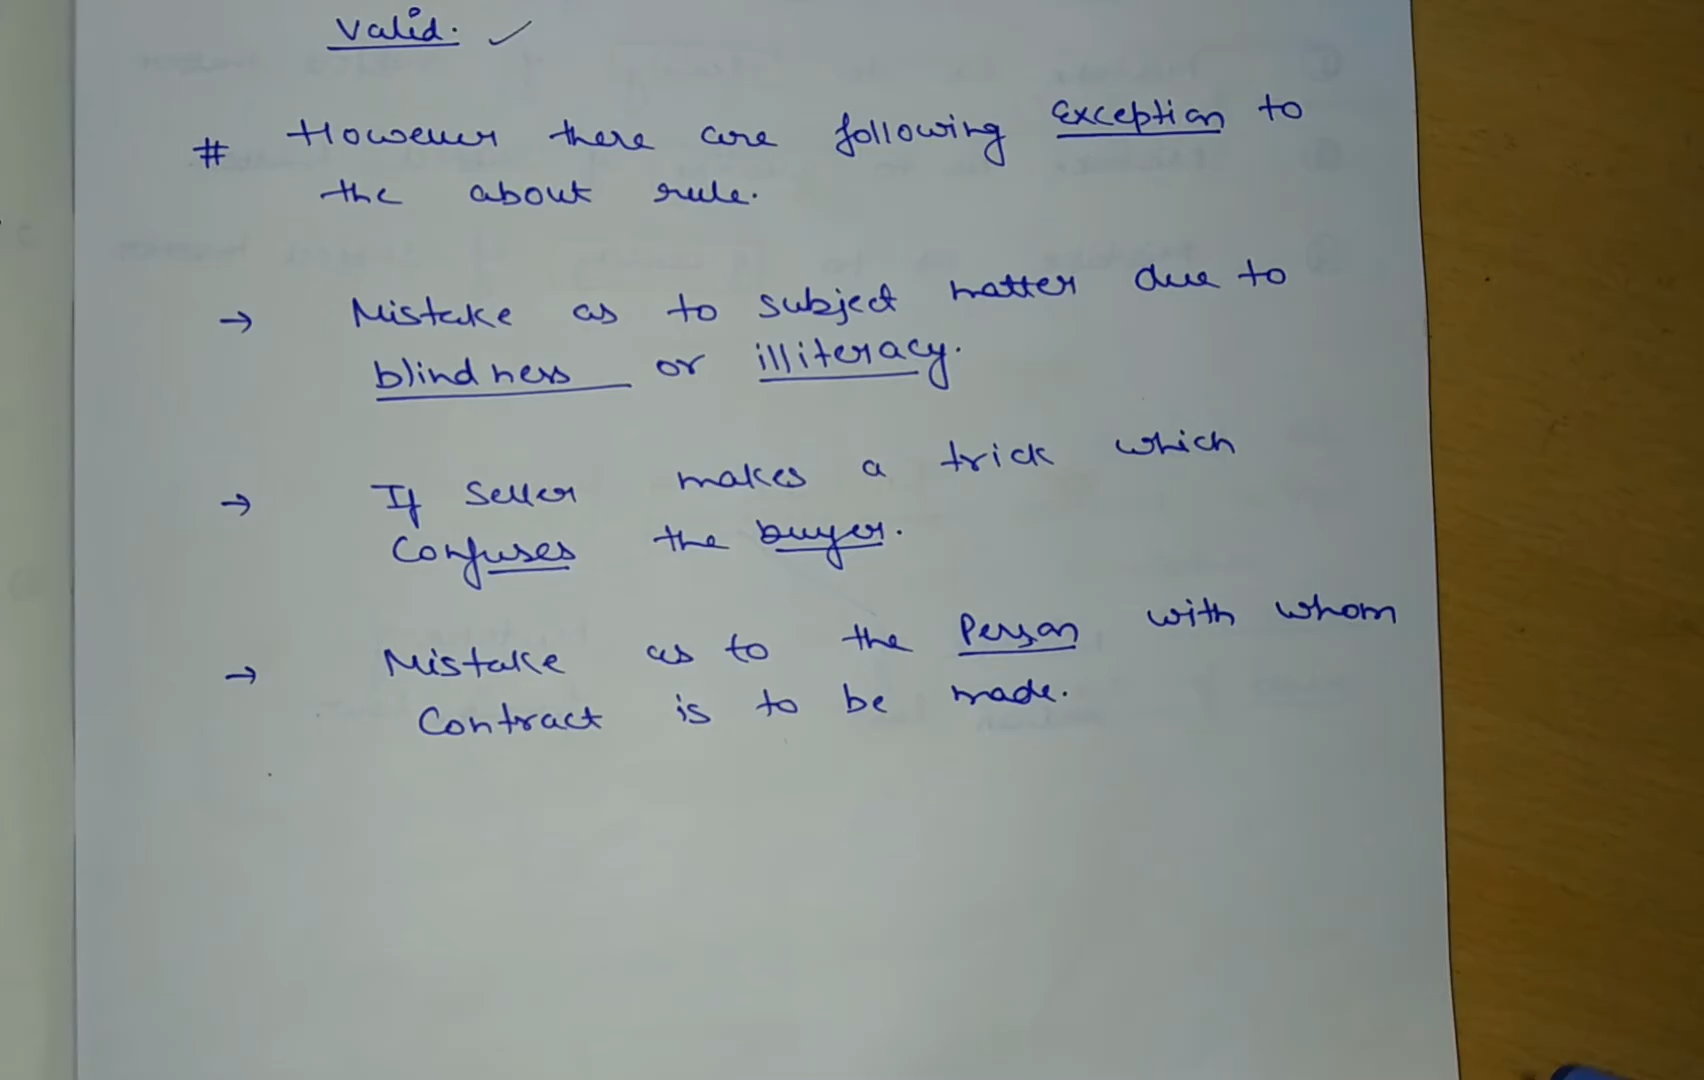 Valid. ✓
# However there are following exception to
the about rule.
→ Mistake as to subject matter due to
blindness or illiteracy.
→ If seller makes a trick which
confuses the buyer.
→ Mistake as to the Person with whom
Contract is to be made.